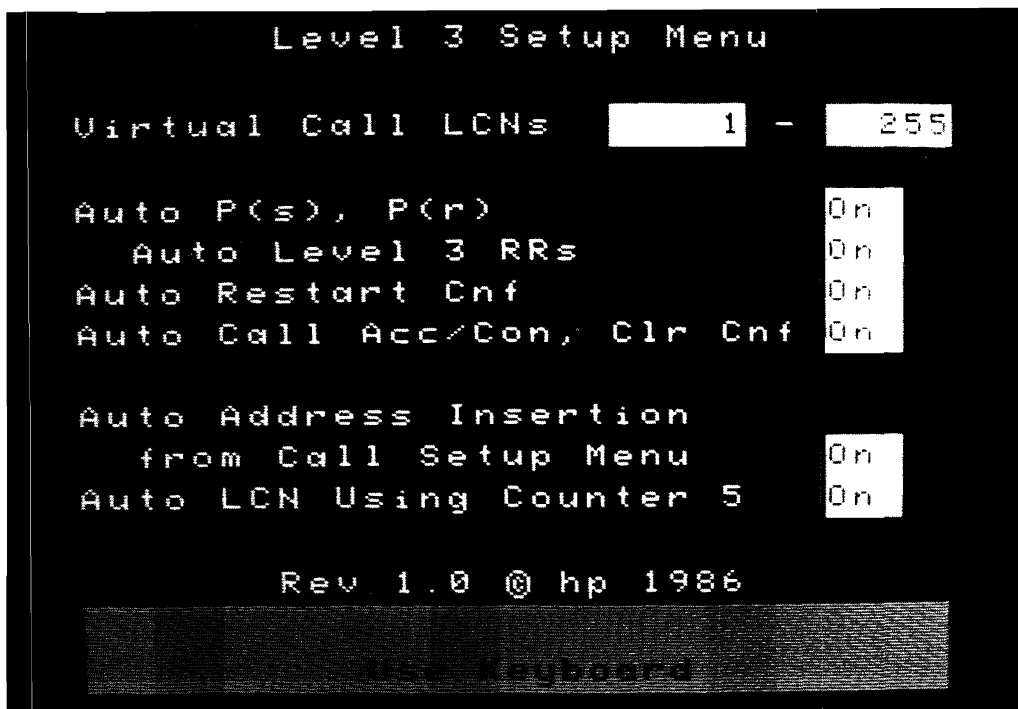 Level 3 Setup Menu
Virtual Call LCNs 1 - 255
Auto P(s), P(r) On
Auto Level 3 RRs On
Auto Restart Cnf On
Auto Call Acc/Con, Clr Cnf On
Auto Address Insertion
from Call Setup Menu On
Auto LCN Using Counter 5 On
Rev 1.0 © hp 1986
Use Keyboard